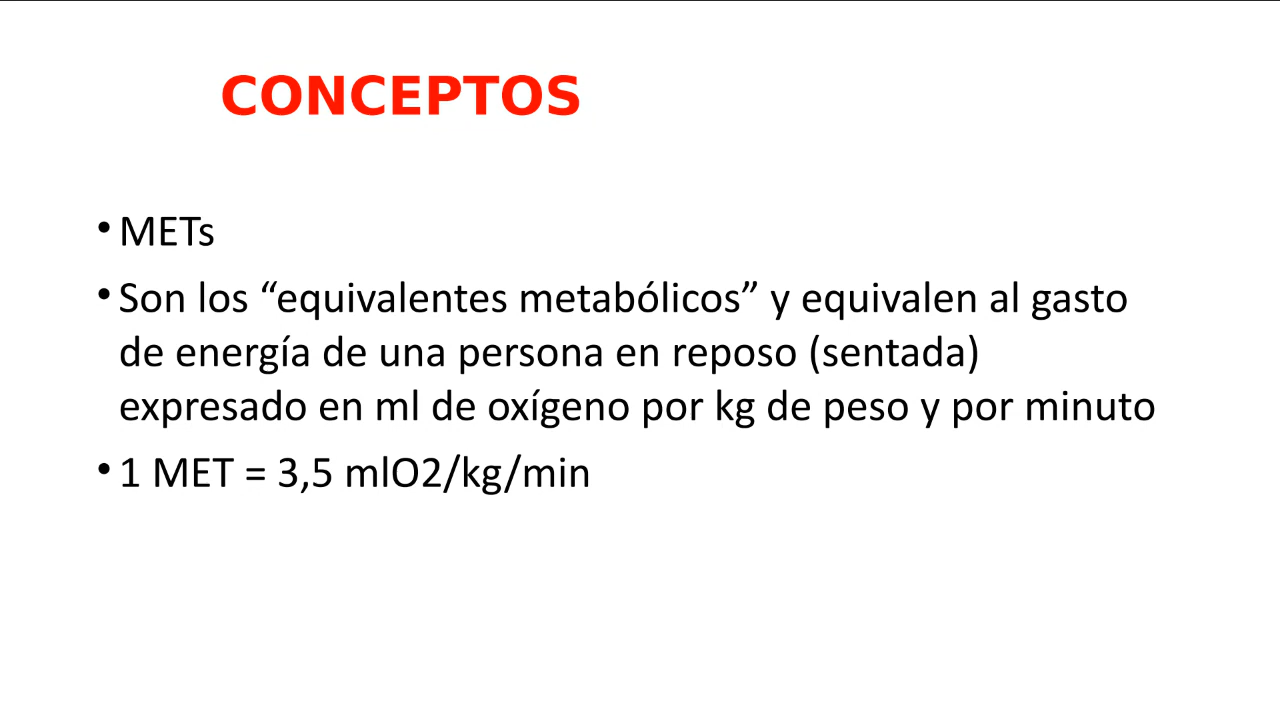 CONCEPTOS
• METs
• Son los “equivalentes metabólicos” y equivalen al gasto
de energía de una persona en reposo (sentada)
expresado en ml de oxígeno por kg de peso y por minuto
• 1 MET = 3,5 mlO2/kg/min